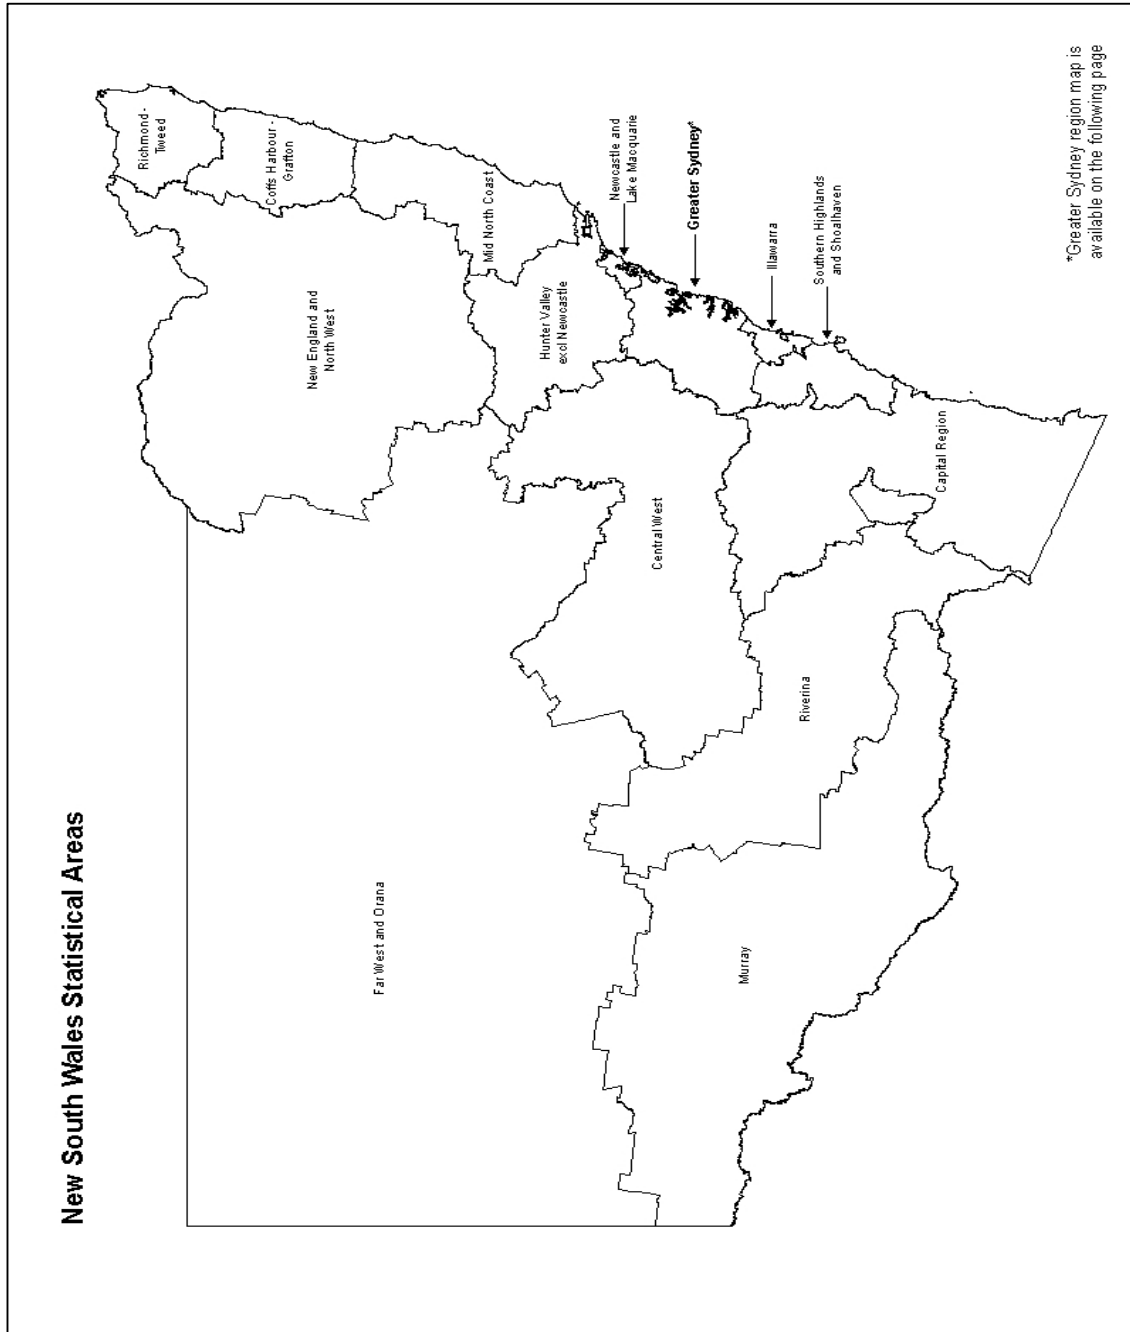 New South Wales Statistical Areas
Richmond -
Tweed
Coffs Harbour -
Grafton
New England and
North West
Mid North Coast
Far West and Orana
Hunter Valley
excl Newcastle
Newcastle and
Lake Macquarie
Greater Sydney*
Central West
Illawarra
Southern Highlands
and Shoalhaven
Riverina
Capital Region
Murray
*Greater Sydney region map is
available on the following page